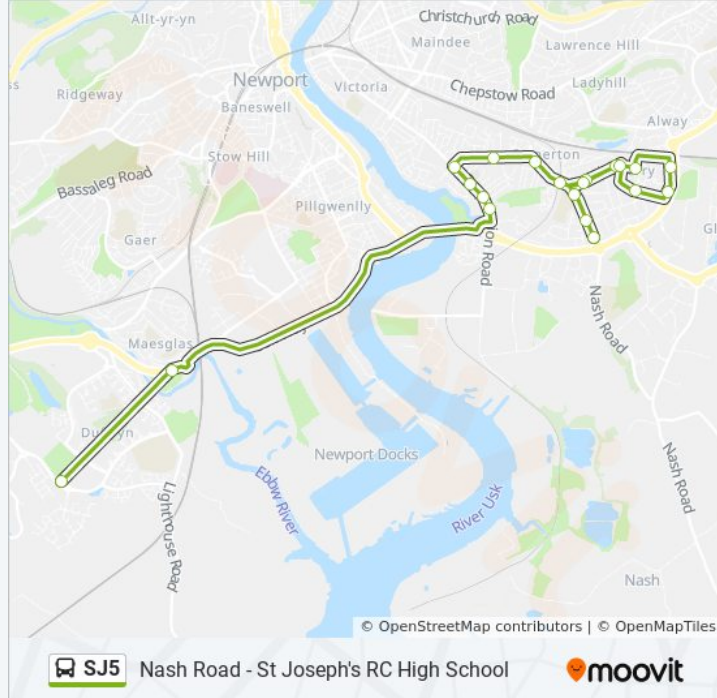 Allt-yr-yn
Christchurch Road
Maindee
Lawrence Hill
Ridgeway
Newport
Baneswell
Victoria
Chepstow Road
Ladyhill
Alway
Stow Hill
Bassaleg Road
Pillgwenlly
Gaer
Nash Road
Maesglas
Newport Docks
Ebbw River
River Usk
Lighthouse Road
Nash Road
Nash
© OpenStreetMap contributors | © OpenMapTiles
SJ5 Nash Road - St Joseph's RC High School
moovit